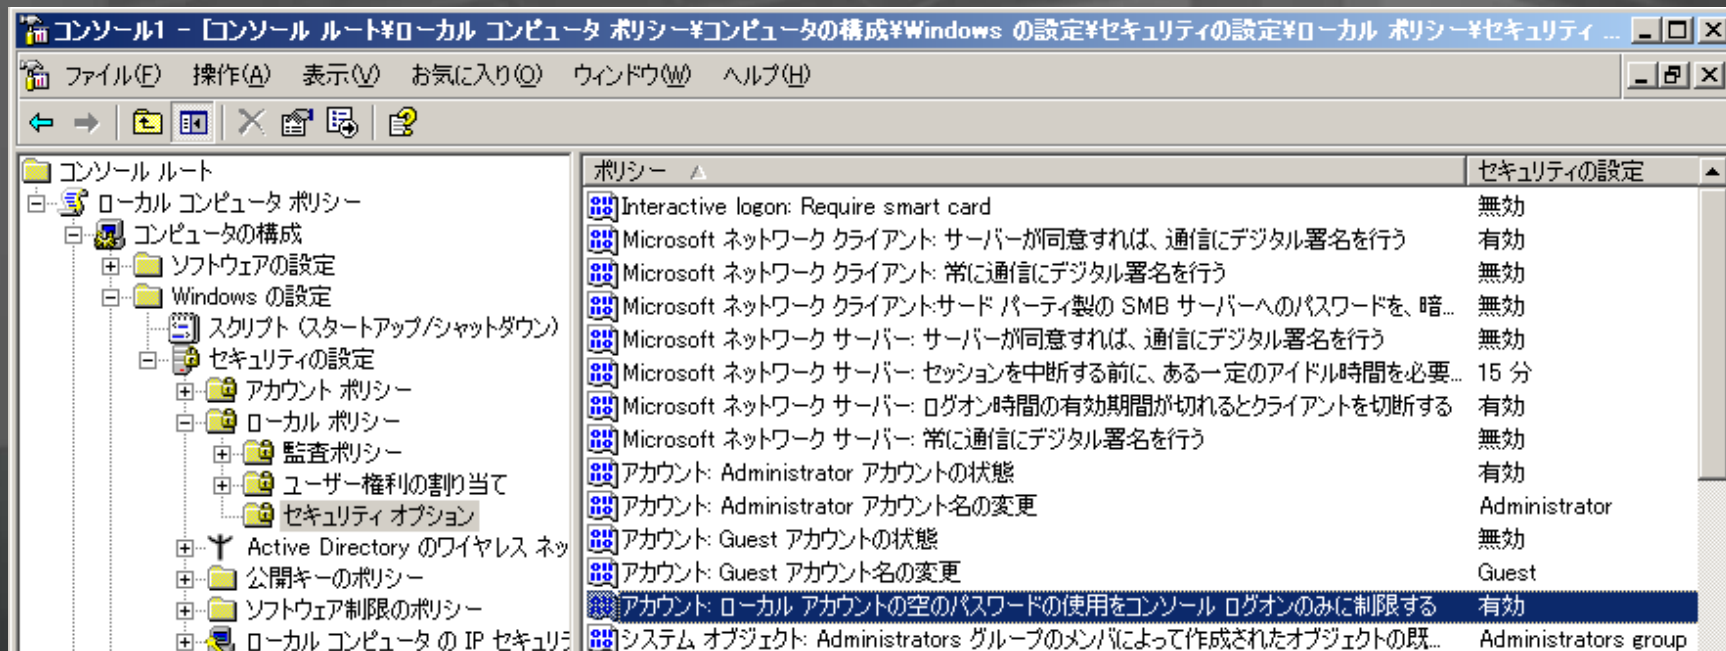 コンソール1 - [コンソール ルート¥ローカル コンピュータ ポリシー¥コンピュータの構成¥Windows の設定¥セキュリティの設定¥ローカル ポリシー¥セキュリティ ...
ファイル(F) 操作(A) 表示(V) お気に入り(O) ウィンドウ(W) ヘルプ(H)
コンソール ルート
ローカル コンピュータ ポリシー
コンピュータの構成
ソフトウェアの設定
Windows の設定
スクリプト (スタートアップ/シャットダウン)
セキュリティの設定
アカウント ポリシー
ローカル ポリシー
監査ポリシー
ユーザー権利の割り当て
セキュリティ オプション
Active Directory のワイヤレス ネッ
公開キーのポリシー
ソフトウェア制限のポリシー
ローカル コンピュータ の IP セキュリ
ポリシー セキュリティの設定
Interactive logon: Require smart card 無効
Microsoft ネットワーク クライアント: サーバーが同意すれば、通信にデジタル署名を行う 有効
Microsoft ネットワーク クライアント: 常に通信にデジタル署名を行う 無効
Microsoft ネットワーク クライアント:サード パーティ製の SMB サーバーへのパスワードを、暗... 無効
Microsoft ネットワーク サーバー: サーバーが同意すれば、通信にデジタル署名を行う 無効
Microsoft ネットワーク サーバー: セッションを中断する前に、ある一定のアイドル時間を必要... 15 分
Microsoft ネットワーク サーバー: ログオン時間の有効期間が切れるとクライアントを切断する 有効
Microsoft ネットワーク サーバー: 常に通信にデジタル署名を行う 無効
アカウント: Administrator アカウントの状態 有効
アカウント: Administrator アカウント名の変更 Administrator
アカウント: Guest アカウントの状態 無効
アカウント: Guest アカウント名の変更 Guest
アカウント: ローカル アカウントの空のパスワードの使用をコンソール ログオンのみに制限する 有効
システム オブジェクト: Administrators グループのメンバによって作成されたオブジェクトの既... Administrators group